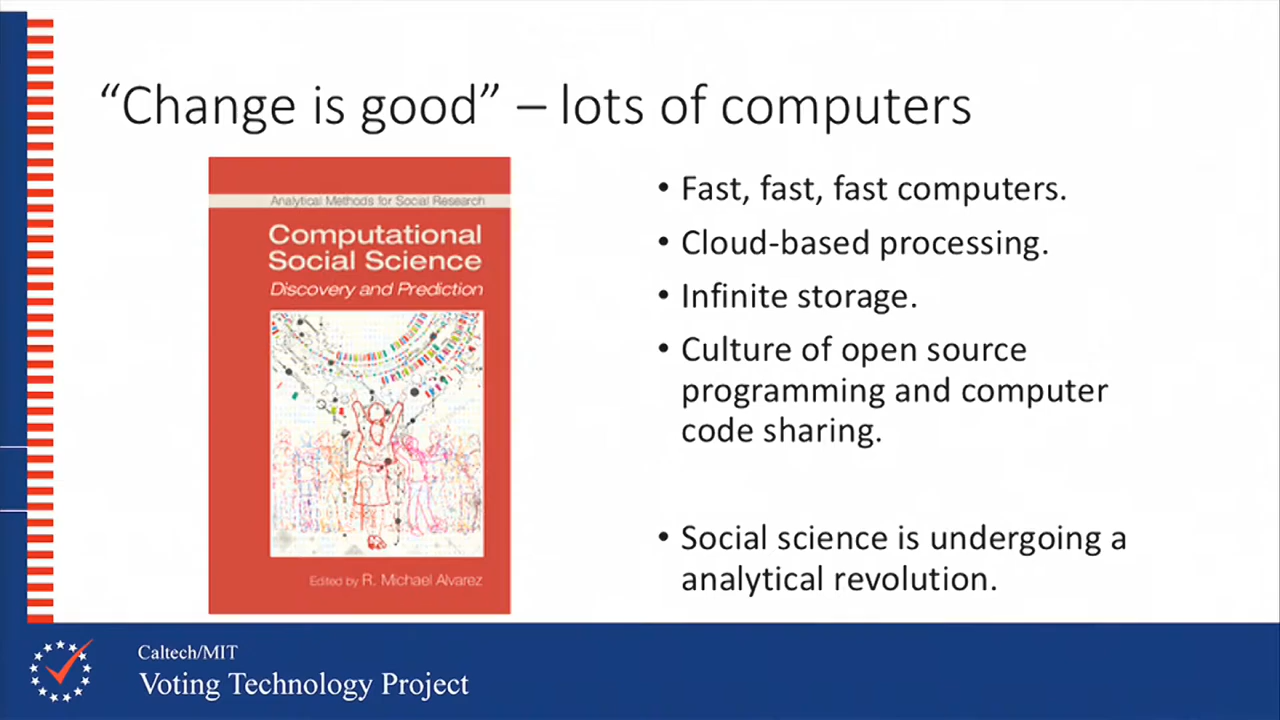 “Change is good” – lots of computers
Analytical Methods for Social Research
Computational
Social Science
Discovery and Prediction
Edited by R. Michael Alvarez
• Fast, fast, fast computers.
• Cloud-based processing.
• Infinite storage.
• Culture of open source
programming and computer
code sharing.
• Social science is undergoing a
analytical revolution.
Caltech/MIT
Voting Technology Project